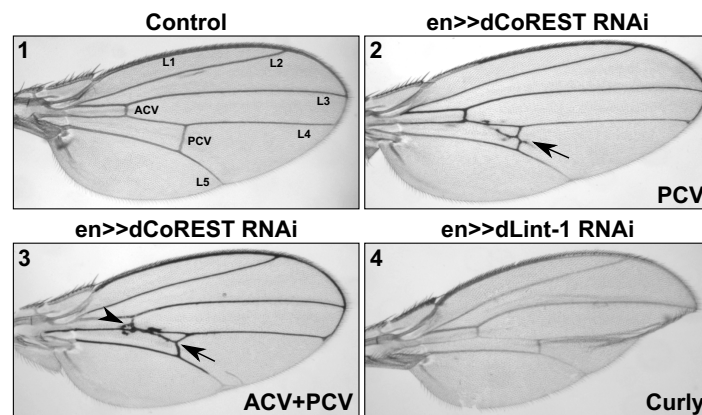 Control
en>>dCoREST RNAi
1
L1
L2
L3
ACV
L4
PCV
L5
2
PCV
en>>dCoREST RNAi
en>>dLint-1 RNAi
3
ACV+PCV
4
Curly